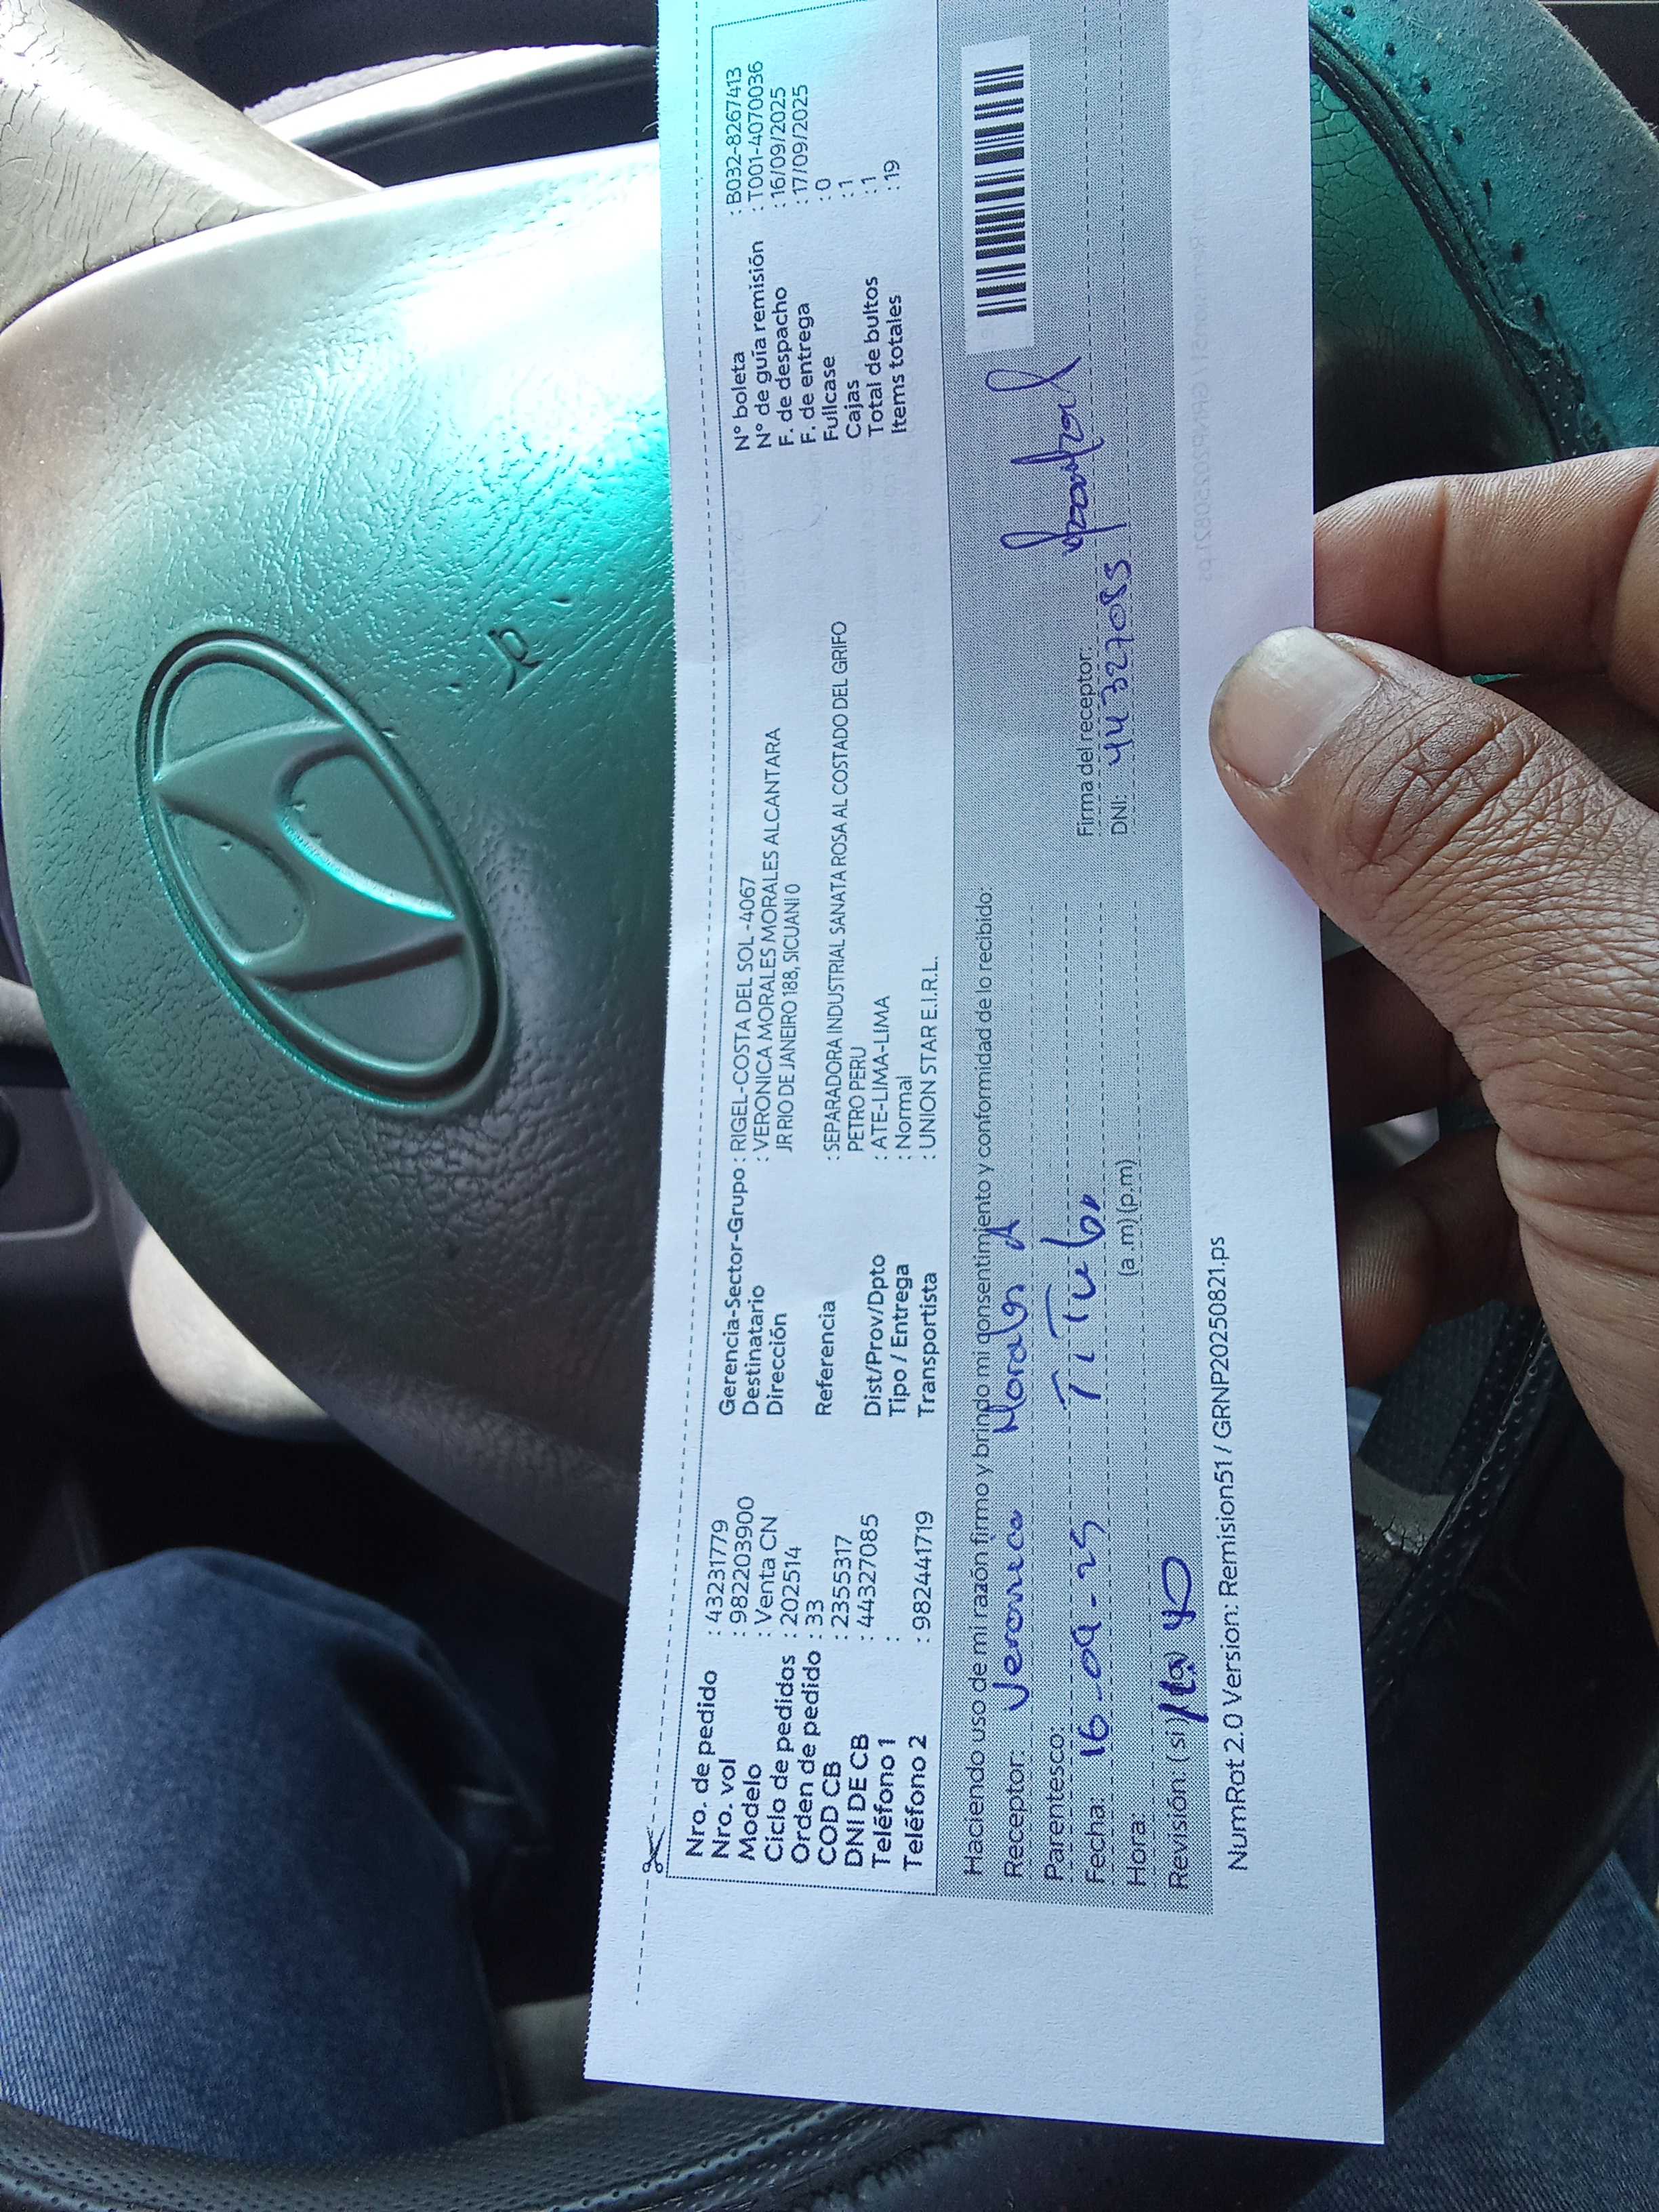 Nro. de pedido : 43231779
Nro. vol : 982203900
Modelo : Venta CN
Ciclo de pedidos : 202514
Orden de pedido : 33
COD CB : 2355317
DNI DE CB : 44327085
Teléfono 1 :
Teléfono 2 : 982441719
Gerencia-Sector-Grupo : RIGEL-COSTA DEL SOL -4067
Destinatario : VERONICA MORALES MORALES ALCANTARA
Dirección JR RIO DE JANEIRO 188, SICUANI 0
Referencia : SEPARADORA INDUSTRIAL SANATA ROSA AL COSTADO DEL GRIFO
PETRO PERU
Dist/Prov/Dpto : ATE-LIMA-LIMA
Tipo / Entrega : Normal
Transportista : UNION STAR E.I.R.L.
N° boleta : B032-8267413
N° de guía remisión : T001-4070036
F. de despacho : 16/09/2025
F. de entrega : 17/09/2025
Fullcase : 0
Cajas : 1
Total de bultos : 1
Items totales : 19
Haciendo uso de mi razón firmo y brindo mi consentimiento y conformidad de lo recibido:
Receptor: Veronica Morales A
Parentesco: Titular
Fecha: 16-09-25
Hora: (a.m) (p.m)
Revisión: ( si )
Firma del receptor:
DNI: 44327085
NumRot 2.0 Version: Remision51 / GRNP20250821.ps